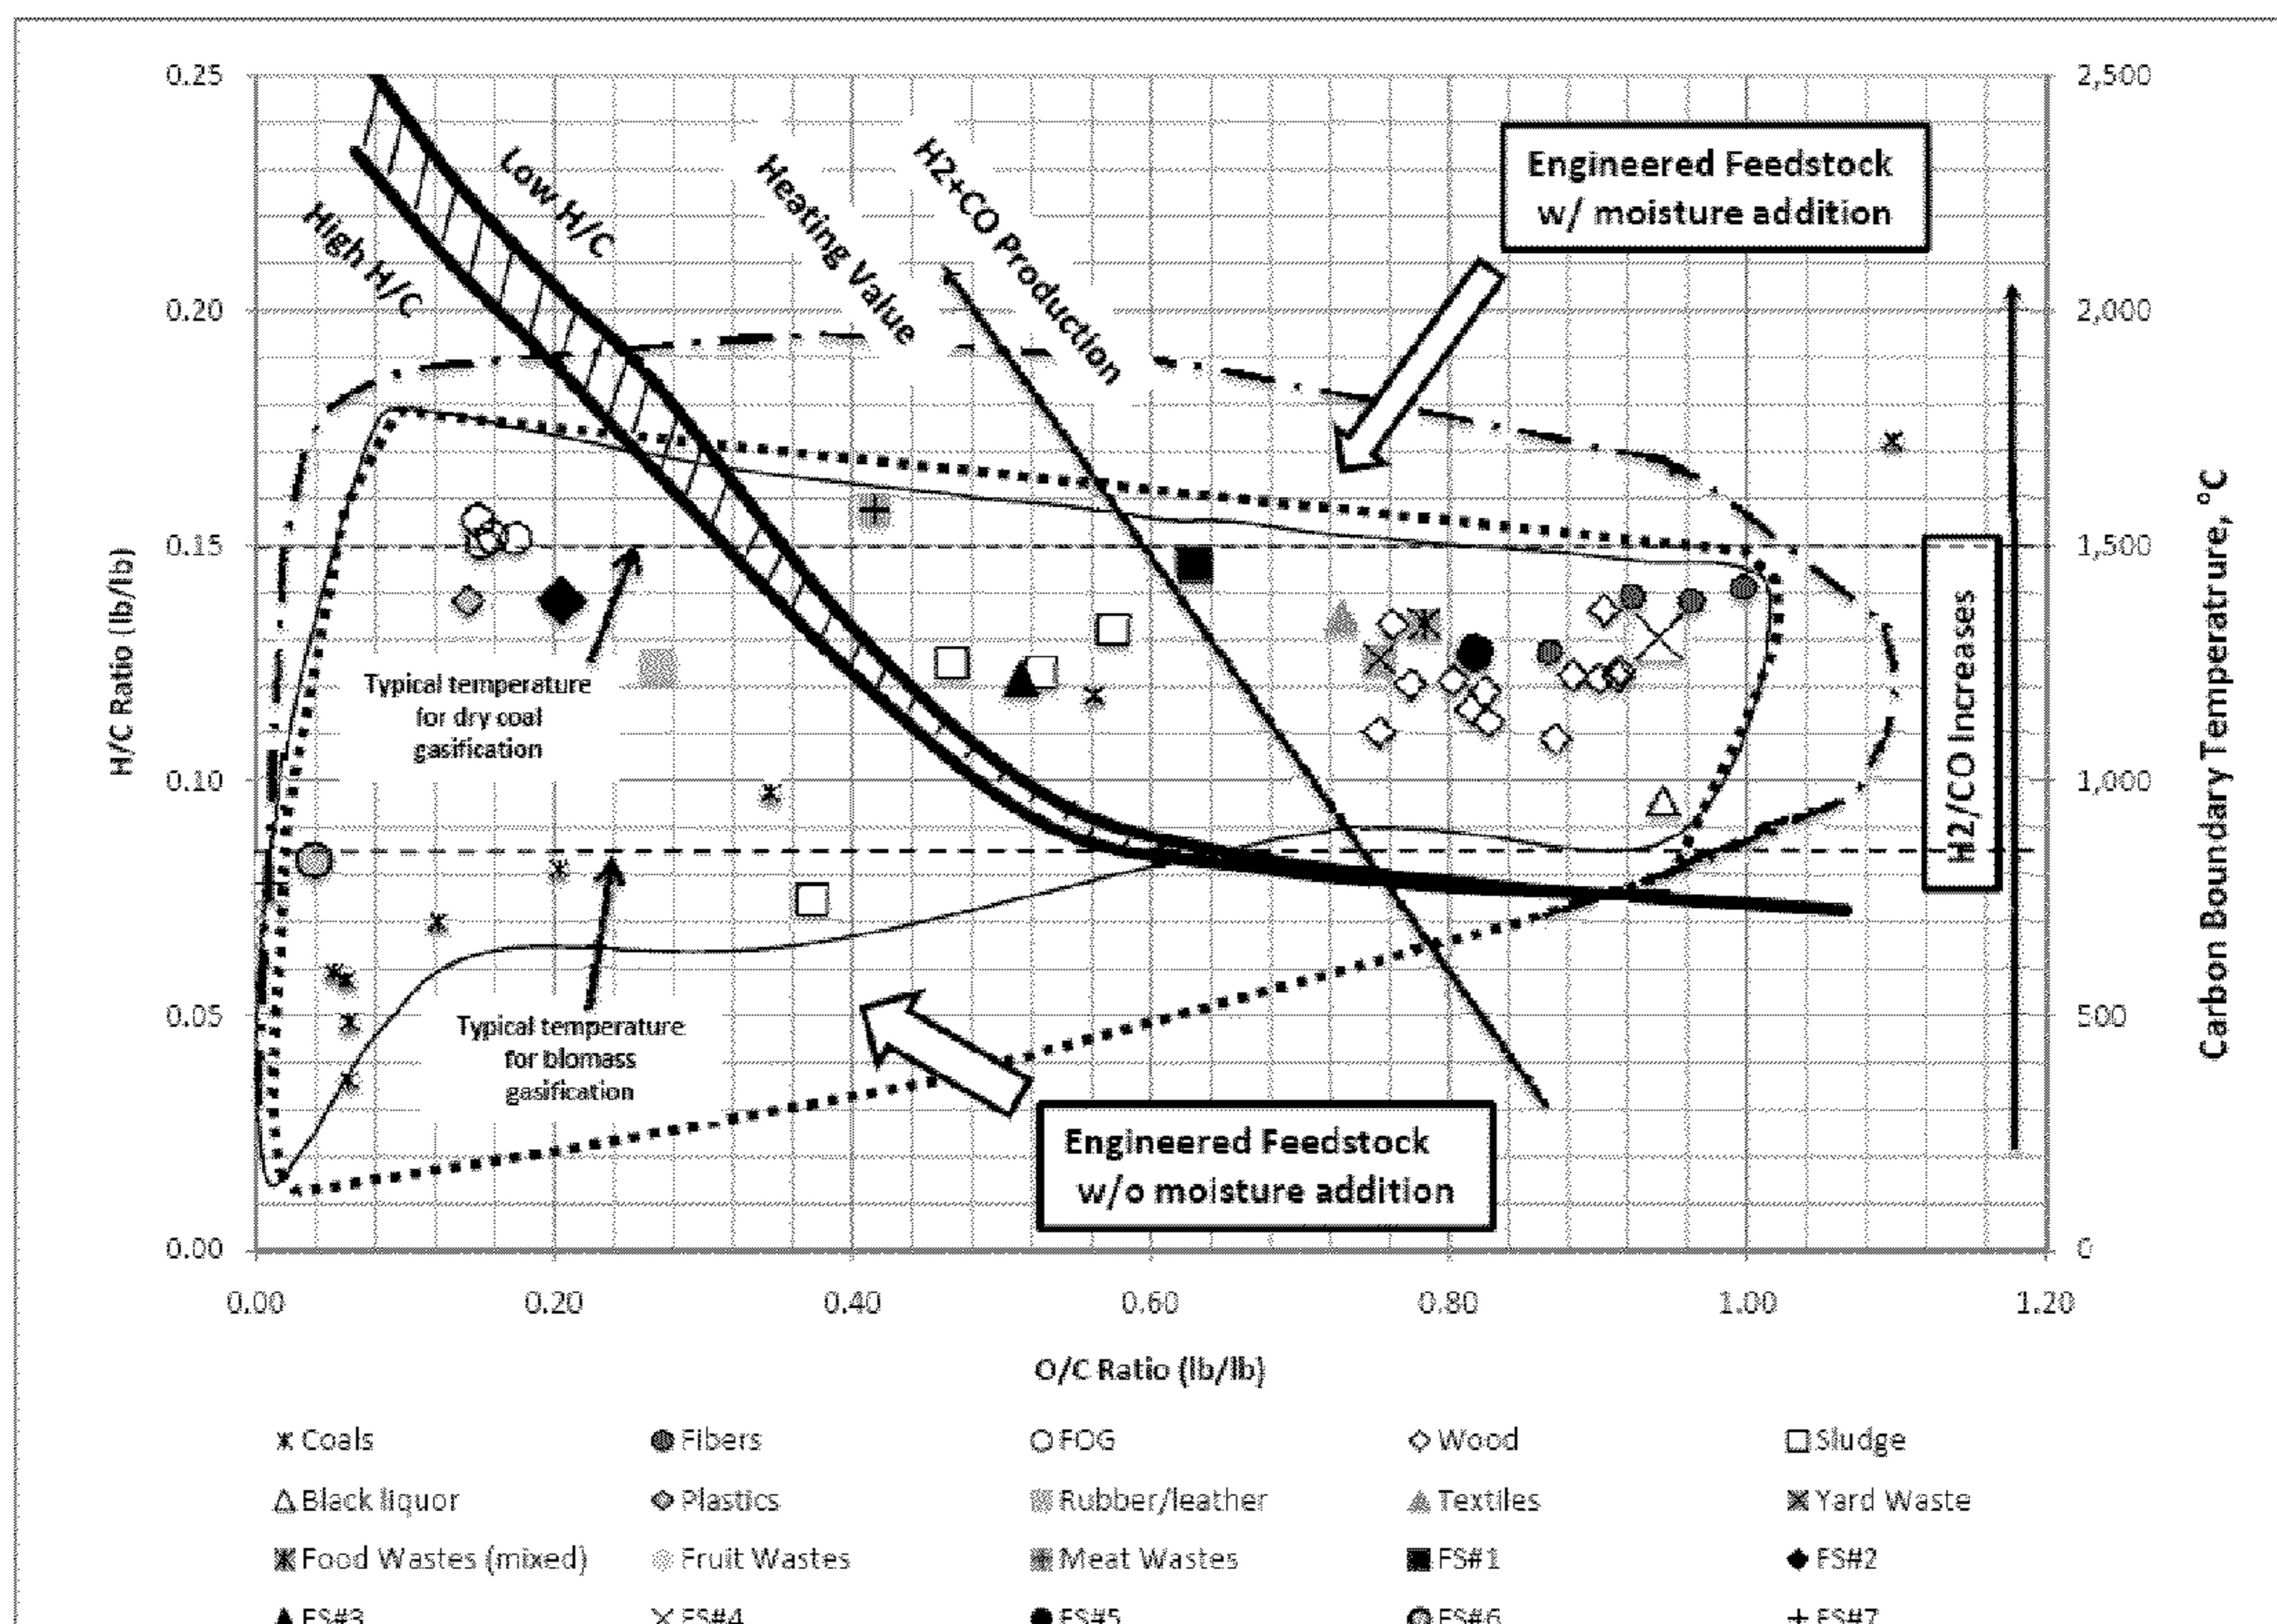 0.25
0.20
0.15
0.10
0.05
0.00
H/C Ratio (lb/lb)
2,500
2,000
1,500
1,000
500
0
Carbon Boundary Temperatrure, °C
0.00 0.20 0.40 0.60 0.80 1.00 1.20
O/C Ratio (lb/lb)
High H/C
Low H/C
Heating Value
H2+CO Production
Engineered Feedstock
w/ moisture addition
Typical temperature
for dry coal
gasification
H2/CO Increases
Typical temperature
for biomass
gasification
Engineered Feedstock
w/o moisture addition
Coals Fibers FOG Wood Sludge
Black liquor Plastics Rubber/leather Textiles Yard Waste
Food Wastes (mixed) Fruit Wastes Meat Wastes FS#1 FS#2
FS#3 FS#4 FS#5 FS#6 FS#7